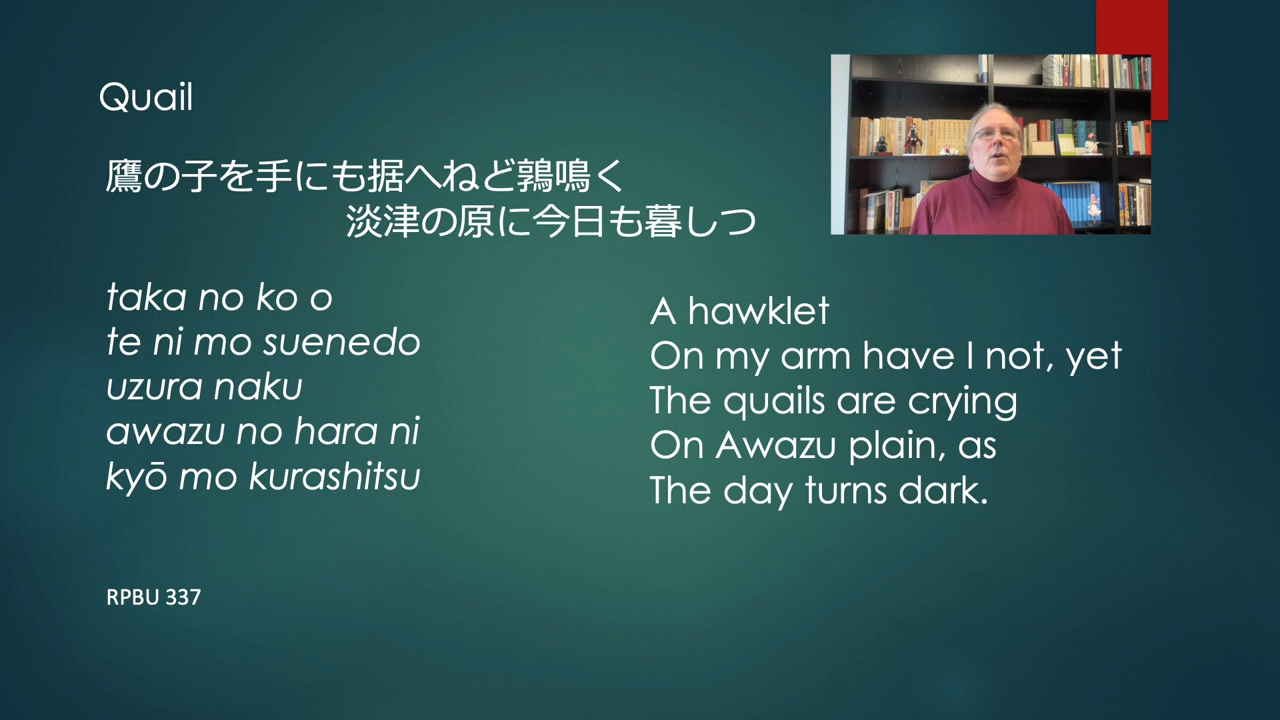 Quail
鷹の子を手にも据へねど鶉鳴く
淡津の原に今日も暮しつ
taka no ko o
te ni mo suenedo
uzura naku
awazu no hara ni
kyō mo kurashitsu
A hawklet
On my arm have I not, yet
The quails are crying
On Awazu plain, as
The day turns dark.
RPBU 337